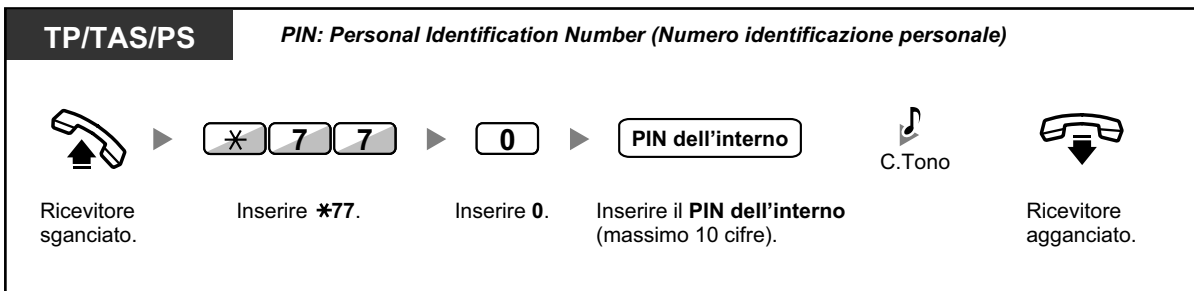 TP/TAS/PS
PIN: Personal Identification Number (Numero identificazione personale)
* 7 7
0
PIN dell'interno
C.Tono
Ricevitore
sganciato.
Inserire *77.
Inserire 0.
Inserire il PIN dell'interno
(massimo 10 cifre).
Ricevitore
agganciato.